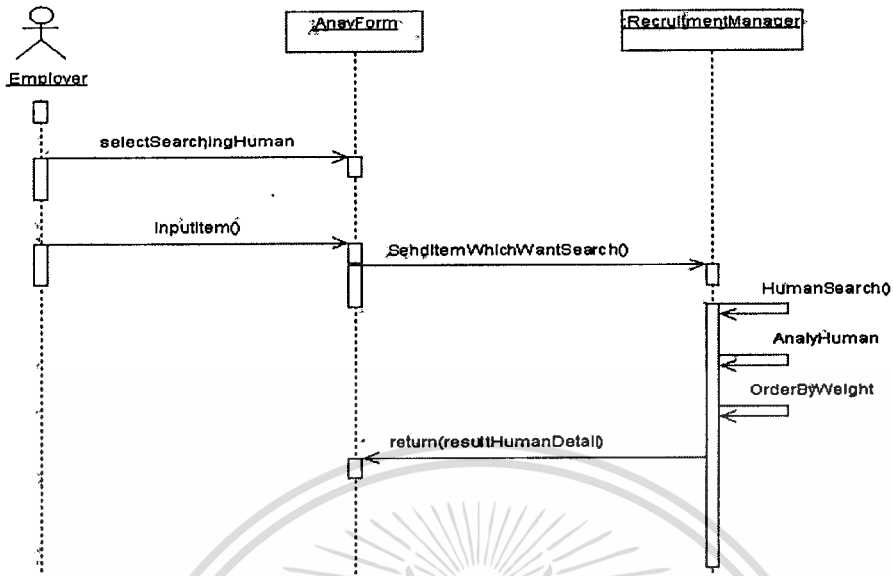 :AnayForm
:RecruitmentManager
Employer
selectSearchingHuman
InputItem()
SendItemWhichWantSearch()
HumanSearch()
AnalyHuman
OrderByWeight
return(resultHumanDetail)